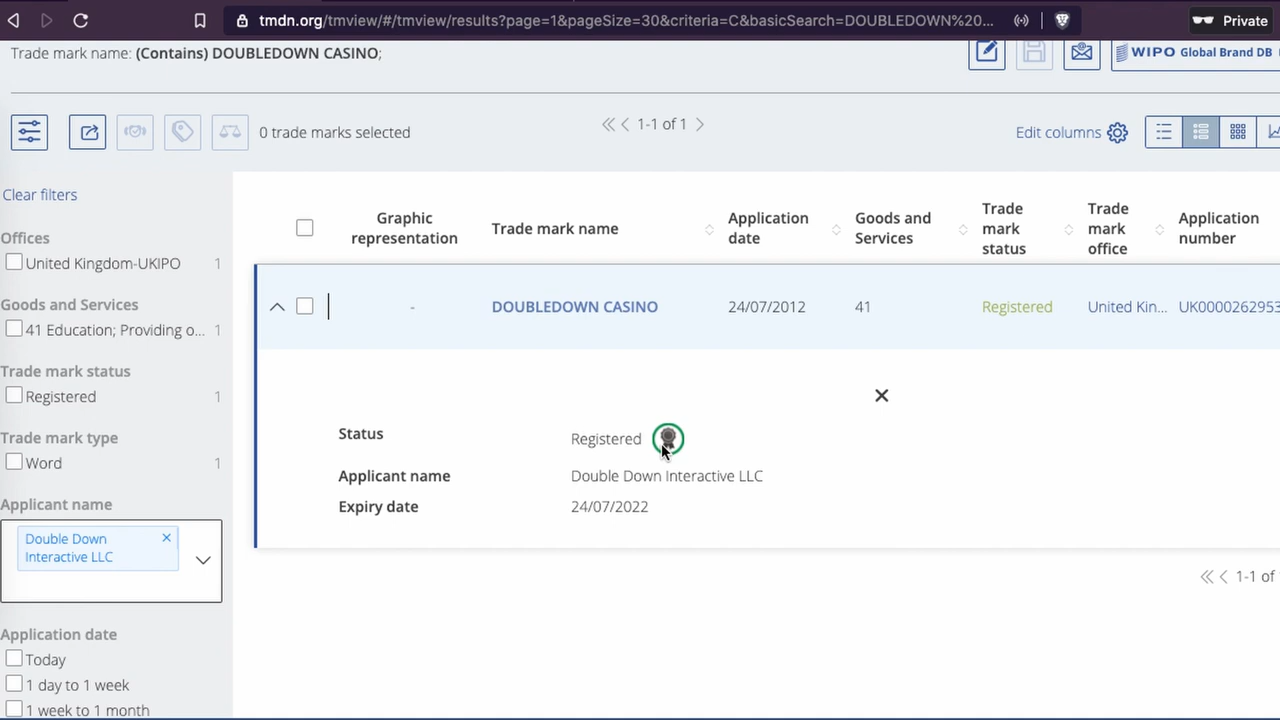 tmdn.org/tmview/#/tmview/results?page=1&pageSize=30&criteria=C&basicSearch=DOUBLEDOWN%20...
Private
Trade mark name: (Contains) DOUBLEDOWN CASINO;
WIPO Global Brand DB
0 trade marks selected
1-1 of 1
Edit columns
Clear filters
Offices
United Kingdom-UKIPO 1
Goods and Services
41 Education; Providing o... 1
Trade mark status
Registered 1
Trade mark type
Word 1
Applicant name
Double Down
Interactive LLC
Application date
Today
1 day to 1 week
1 week to 1 month
Graphic representation
Trade mark name
Application date
Goods and Services
Trade mark status
Trade mark office
Application number
- DOUBLEDOWN CASINO 24/07/2012 41 Registered United Kin... UK0000262953
Status Registered
Applicant name Double Down Interactive LLC
Expiry date 24/07/2022
1-1 of